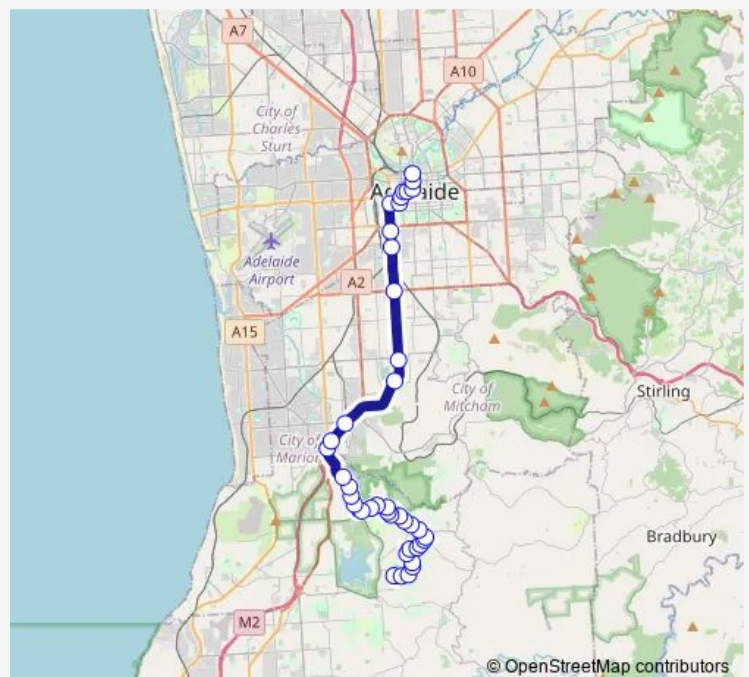 A7
A10
City of
Charles
Sturt
Adelaide
Adelaide
Airport
A2
A15
City of
Mitcham
Stirling
City of
Marion
Bradbury
M2
© OpenStreetMap contributors